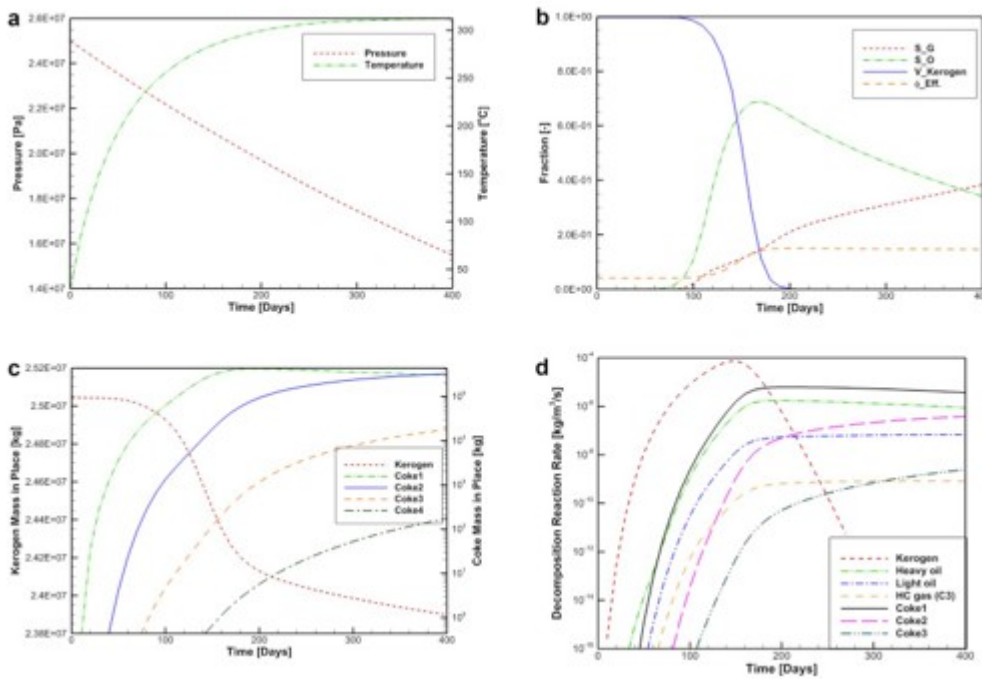 a
2.6E+07
2.4E+07
2.2E+07
2.0E+07
1.8E+07
1.6E+07
1.4E+07
Pressure [Pa]
Pressure
Temperature
300
250
200
150
100
50
Temperature [°C]
0
100
200
300
400
Time [Days]
b
1.0E+00
8.0E-01
6.0E-01
4.0E-01
2.0E-01
0.0E+00
Fraction [-]
S_G
S_O
V_Kerogen
0
100
200
300
400
Time [Days]
c
2.52E+07
2.50E+07
2.48E+07
2.46E+07
2.44E+07
2.42E+07
2.40E+07
2.38E+07
Kerogen Mass in Place [kg]
Kerogen
Coke1
Coke2
Coke3
Coke4
Coke Mass in Place [kg]
0
100
200
300
400
Time [Days]
d
Decomposition Reaction Rate [kg/m³/s]
Kerogen
Heavy oil
Light oil
HC gas (C3)
Coke1
Coke2
Coke3
0
100
200
300
400
Time [Days]